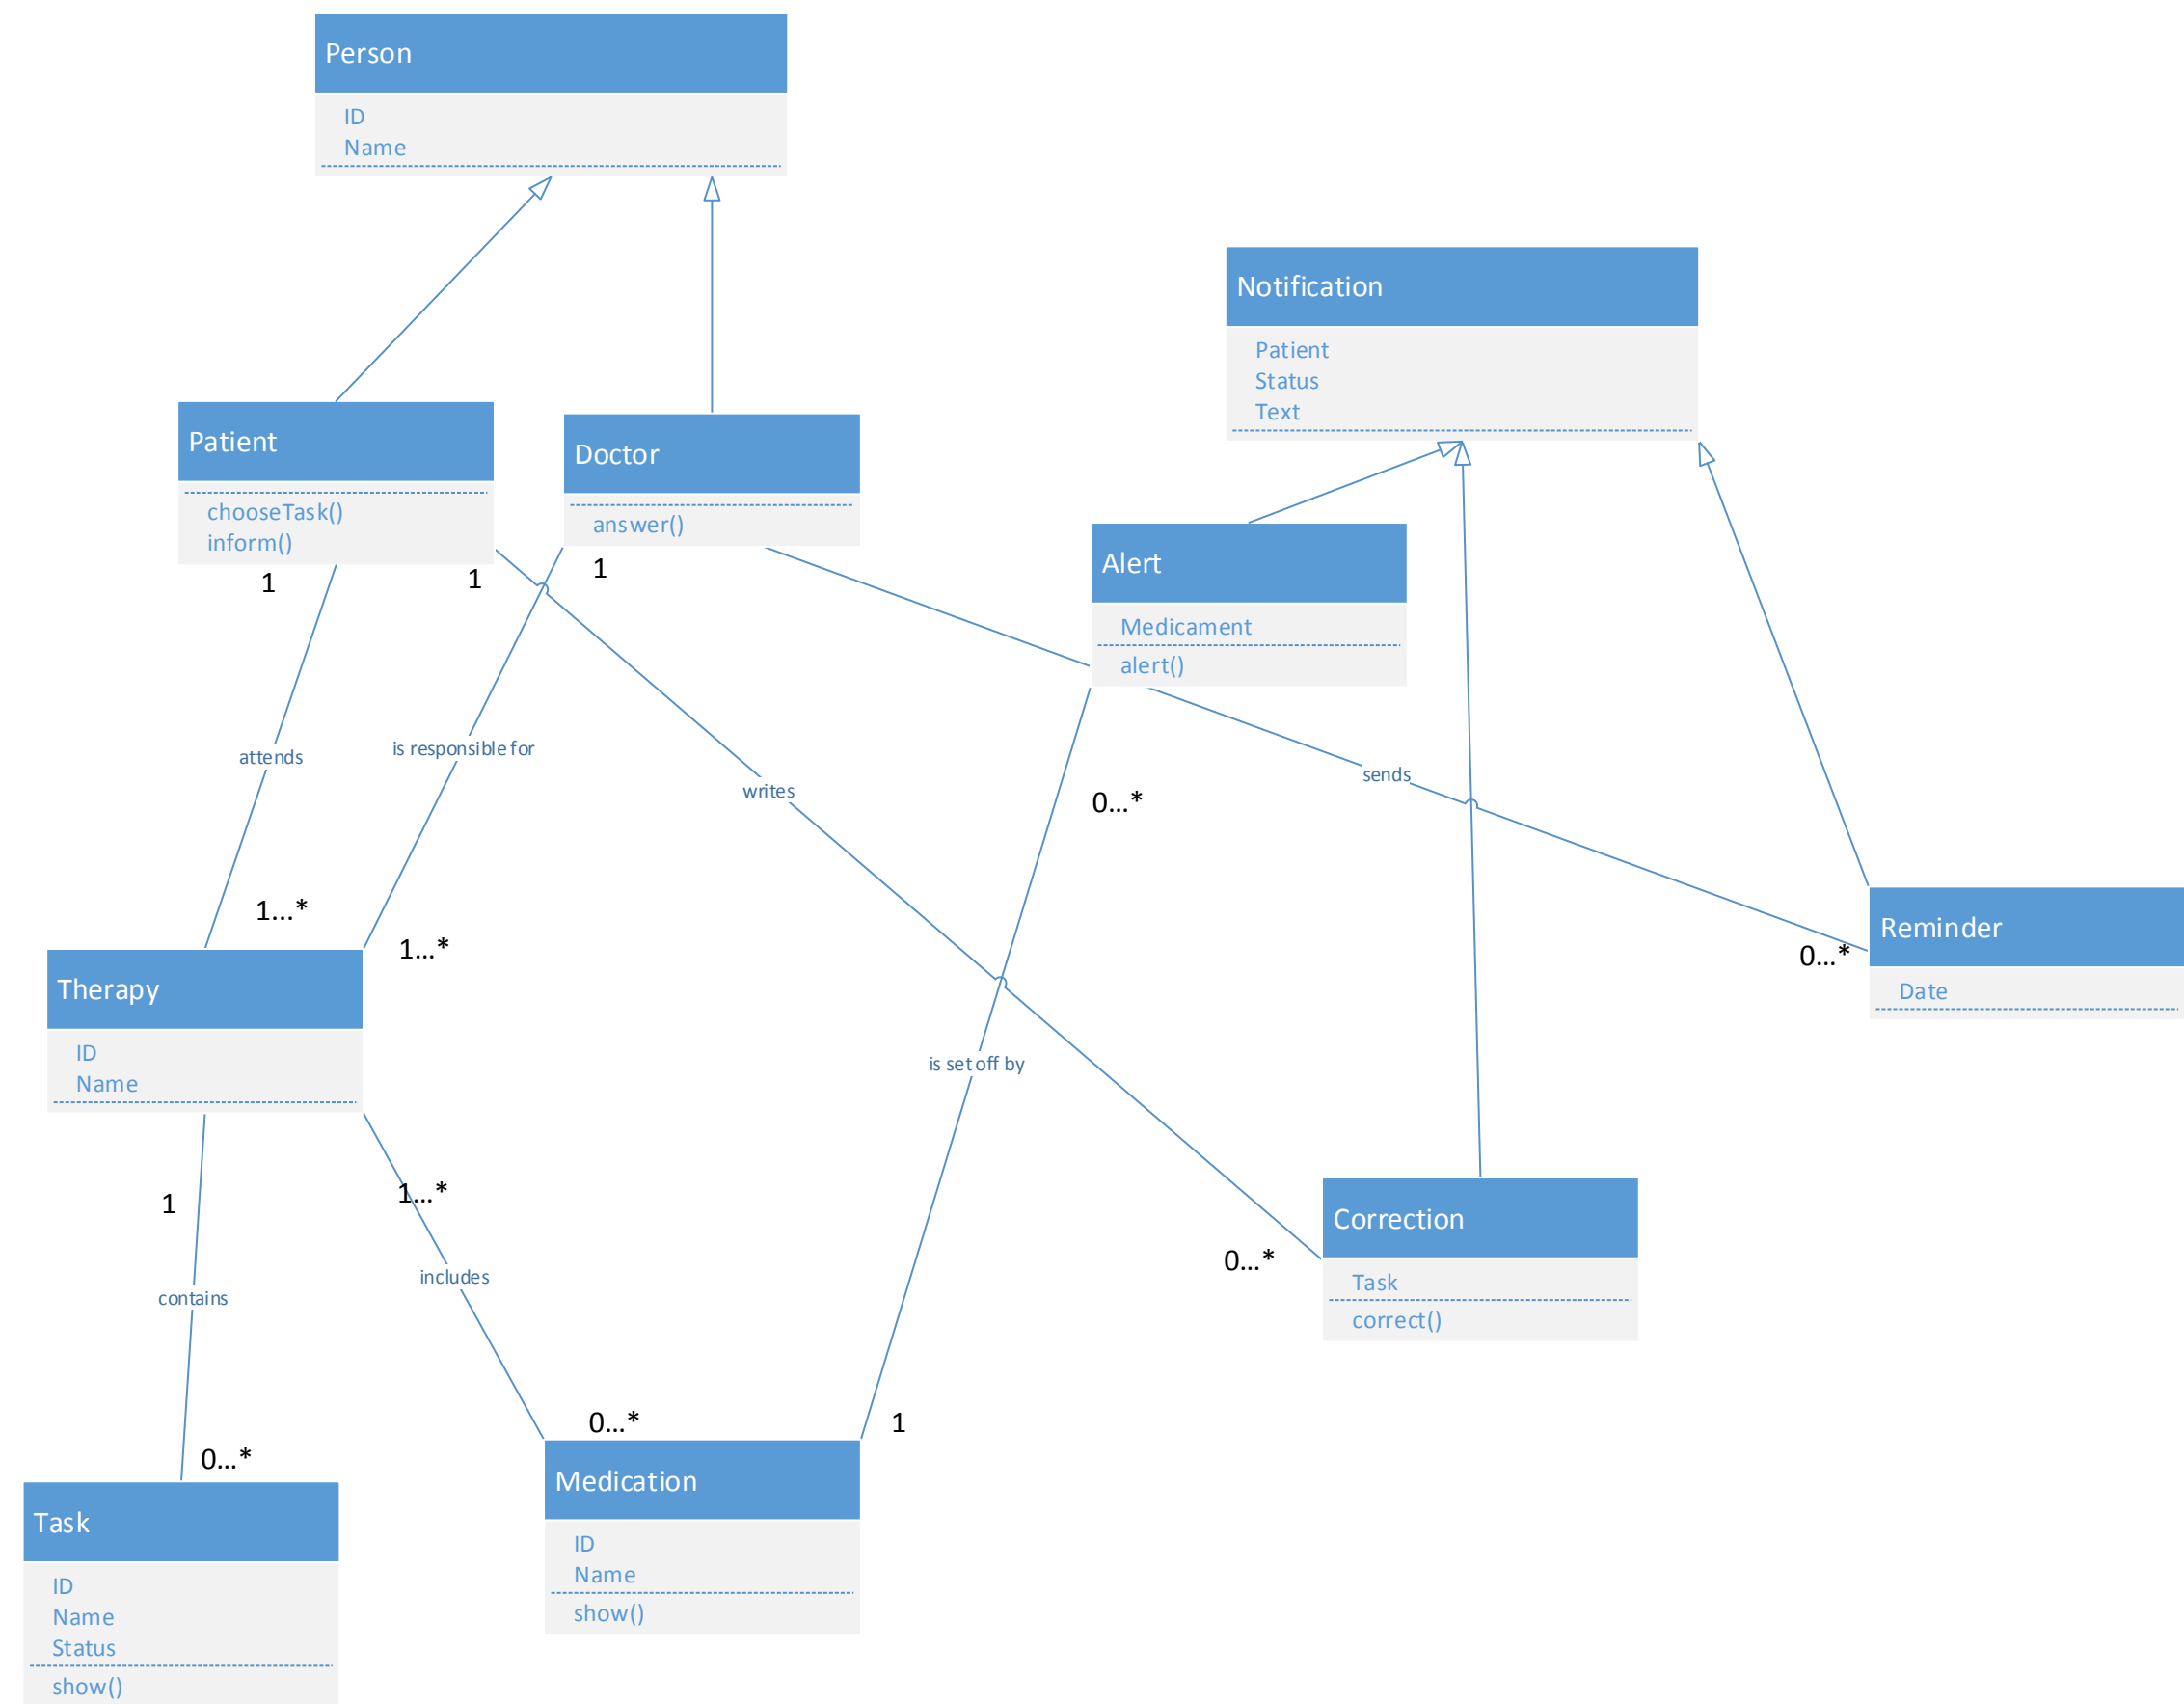 Person
ID
Name
Notification
Patient
Status
Text
Patient
chooseTask()
inform()
Doctor
answer()
Alert
Medicament
alert()
1
1
1
attends
is responsible for
writes
sends
0...*
1...*
1...*
0...*
Reminder
Date
Therapy
ID
Name
is set off by
1
1...*
includes
contains
0...*
Correction
Task
correct()
0...*
0...*
1
Task
ID
Name
Status
show()
Medication
ID
Name
show()